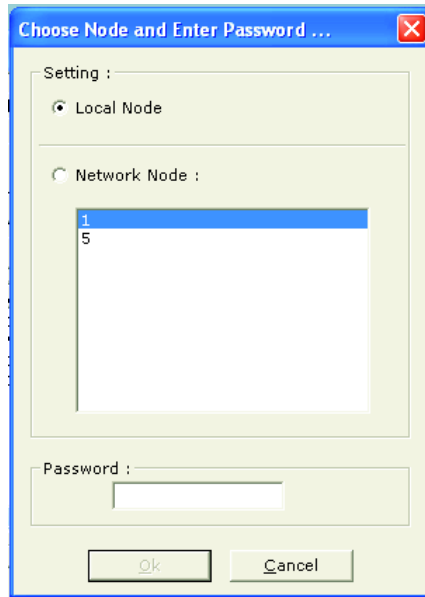 Choose Node and Enter Password ...
Setting :
Local Node
Network Node :
1
5
Password :
Ok
Cancel